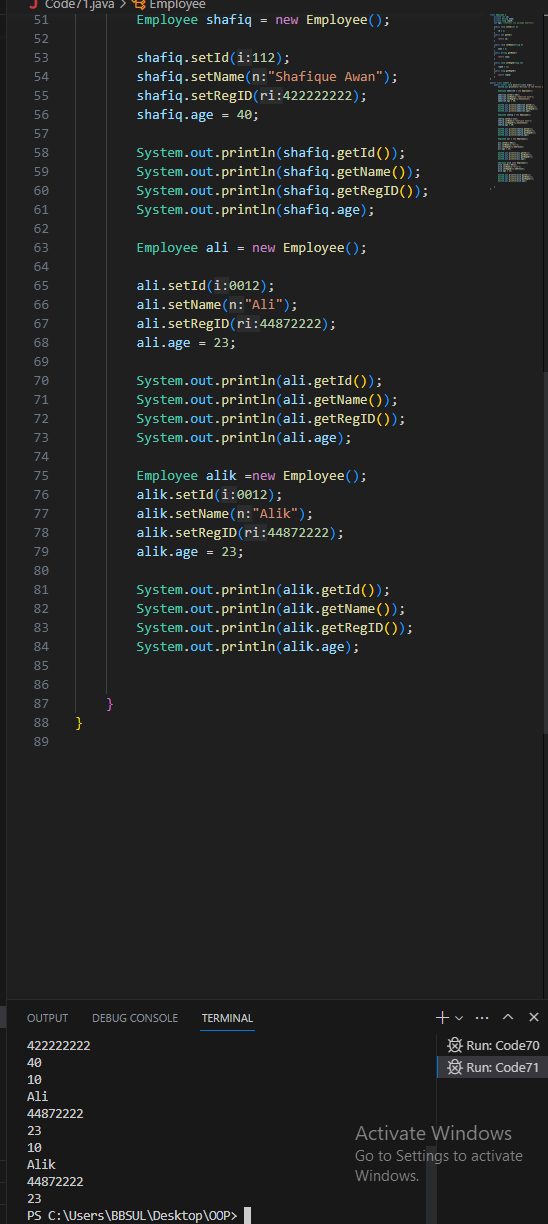 Code71.java > Employee
51 Employee shafiq = new Employee();
52
53 shafiq.setId(i:112);
54 shafiq.setName(n:"Shafique Awan");
55 shafiq.setRegID(ri:422222222);
56 shafiq.age = 40;
57
58 System.out.println(shafiq.getId());
59 System.out.println(shafiq.getName());
60 System.out.println(shafiq.getRegID());
61 System.out.println(shafiq.age);
62
63 Employee ali = new Employee();
64
65 ali.setId(i:0012);
66 ali.setName(n:"Ali");
67 ali.setRegID(ri:44872222);
68 ali.age = 23;
69
70 System.out.println(ali.getId());
71 System.out.println(ali.getName());
72 System.out.println(ali.getRegID());
73 System.out.println(ali.age);
74
75 Employee alik =new Employee();
76 alik.setId(i:0012);
77 alik.setName(n:"Alik");
78 alik.setRegID(ri:44872222);
79 alik.age = 23;
80
81 System.out.println(alik.getId());
82 System.out.println(alik.getName());
83 System.out.println(alik.getRegID());
84 System.out.println(alik.age);
85
86
87 }
88 }
89
OUTPUT DEBUG CONSOLE TERMINAL
422222222
40
10
Ali
44872222
23
10
Alik
44872222
23
PS C:\Users\BBSUL\Desktop\OOP>
Run: Code70
Run: Code71
Activate Windows
Go to Settings to activate
Windows.